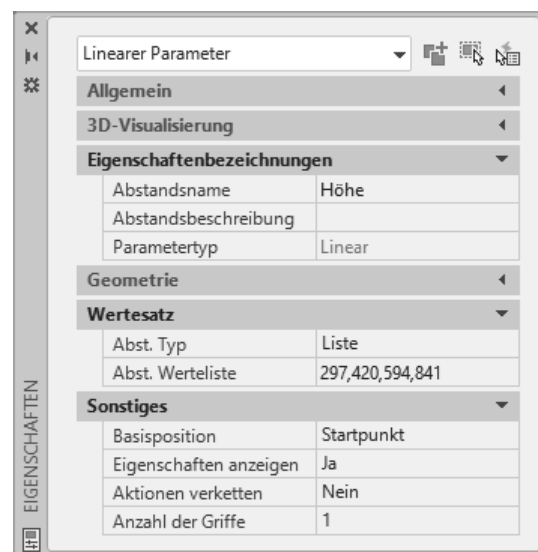 Linearer Parameter
Allgemein
3D-Visualisierung
Eigenschaftenbezeichnungen
Abstandsname Höhe
Abstandsbeschreibung
Parametertyp Linear
Geometrie
Wertesatz
Abst. Typ Liste
Abst. Werteliste 297,420,594,841
Sonstiges
Basisposition Startpunkt
Eigenschaften anzeigen Ja
Aktionen verketten Nein
Anzahl der Griffe 1
EIGENSCHAFTEN